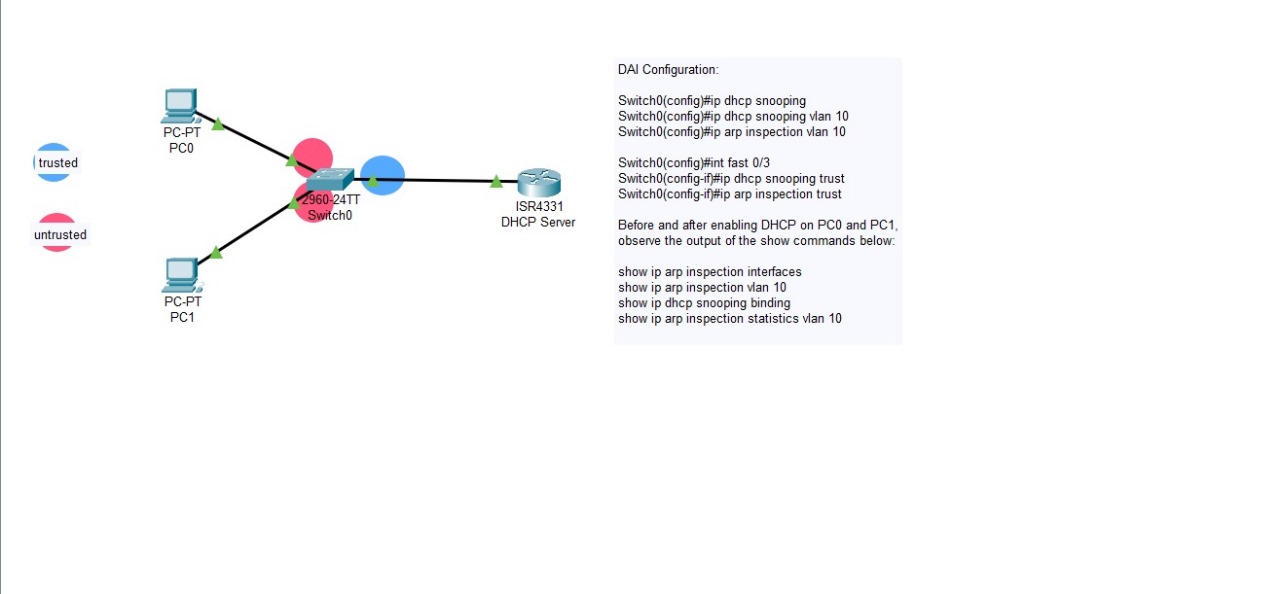 trusted
untrusted
PC-PT
PC0
PC-PT
PC1
2960-24TT
Switch0
ISR4331
DHCP Server
DAI Configuration:
Switch0(config)#ip dhcp snooping
Switch0(config)#ip dhcp snooping vlan 10
Switch0(config)#ip arp inspection vlan 10
Switch0(config)#int fast 0/3
Switch0(config-if)#ip dhcp snooping trust
Switch0(config-if)#ip arp inspection trust
Before and after enabling DHCP on PC0 and PC1,
observe the output of the show commands below:
show ip arp inspection interfaces
show ip arp inspection vlan 10
show ip dhcp snooping binding
show ip arp inspection statistics vlan 10